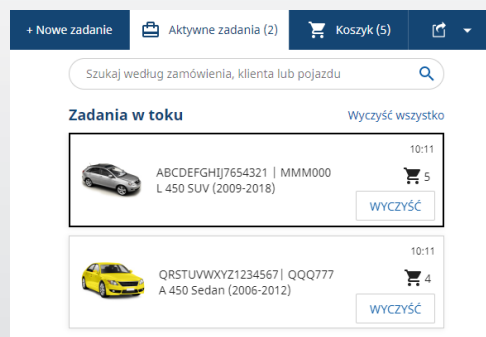 + Nowe zadanie
Aktywne zadania (2)
Koszyk (5)
Szukaj według zamówienia, klienta lub pojazdu
Zadania w toku
Wyczyść wszystko
10:11
ABCDEFGHIJ7654321 | MMM000
5
L 450 SUV (2009-2018)
WYCZYŚĆ
10:11
QRSTUVWXYZ1234567| QQQ777
4
A 450 Sedan (2006-2012)
WYCZYŚĆ